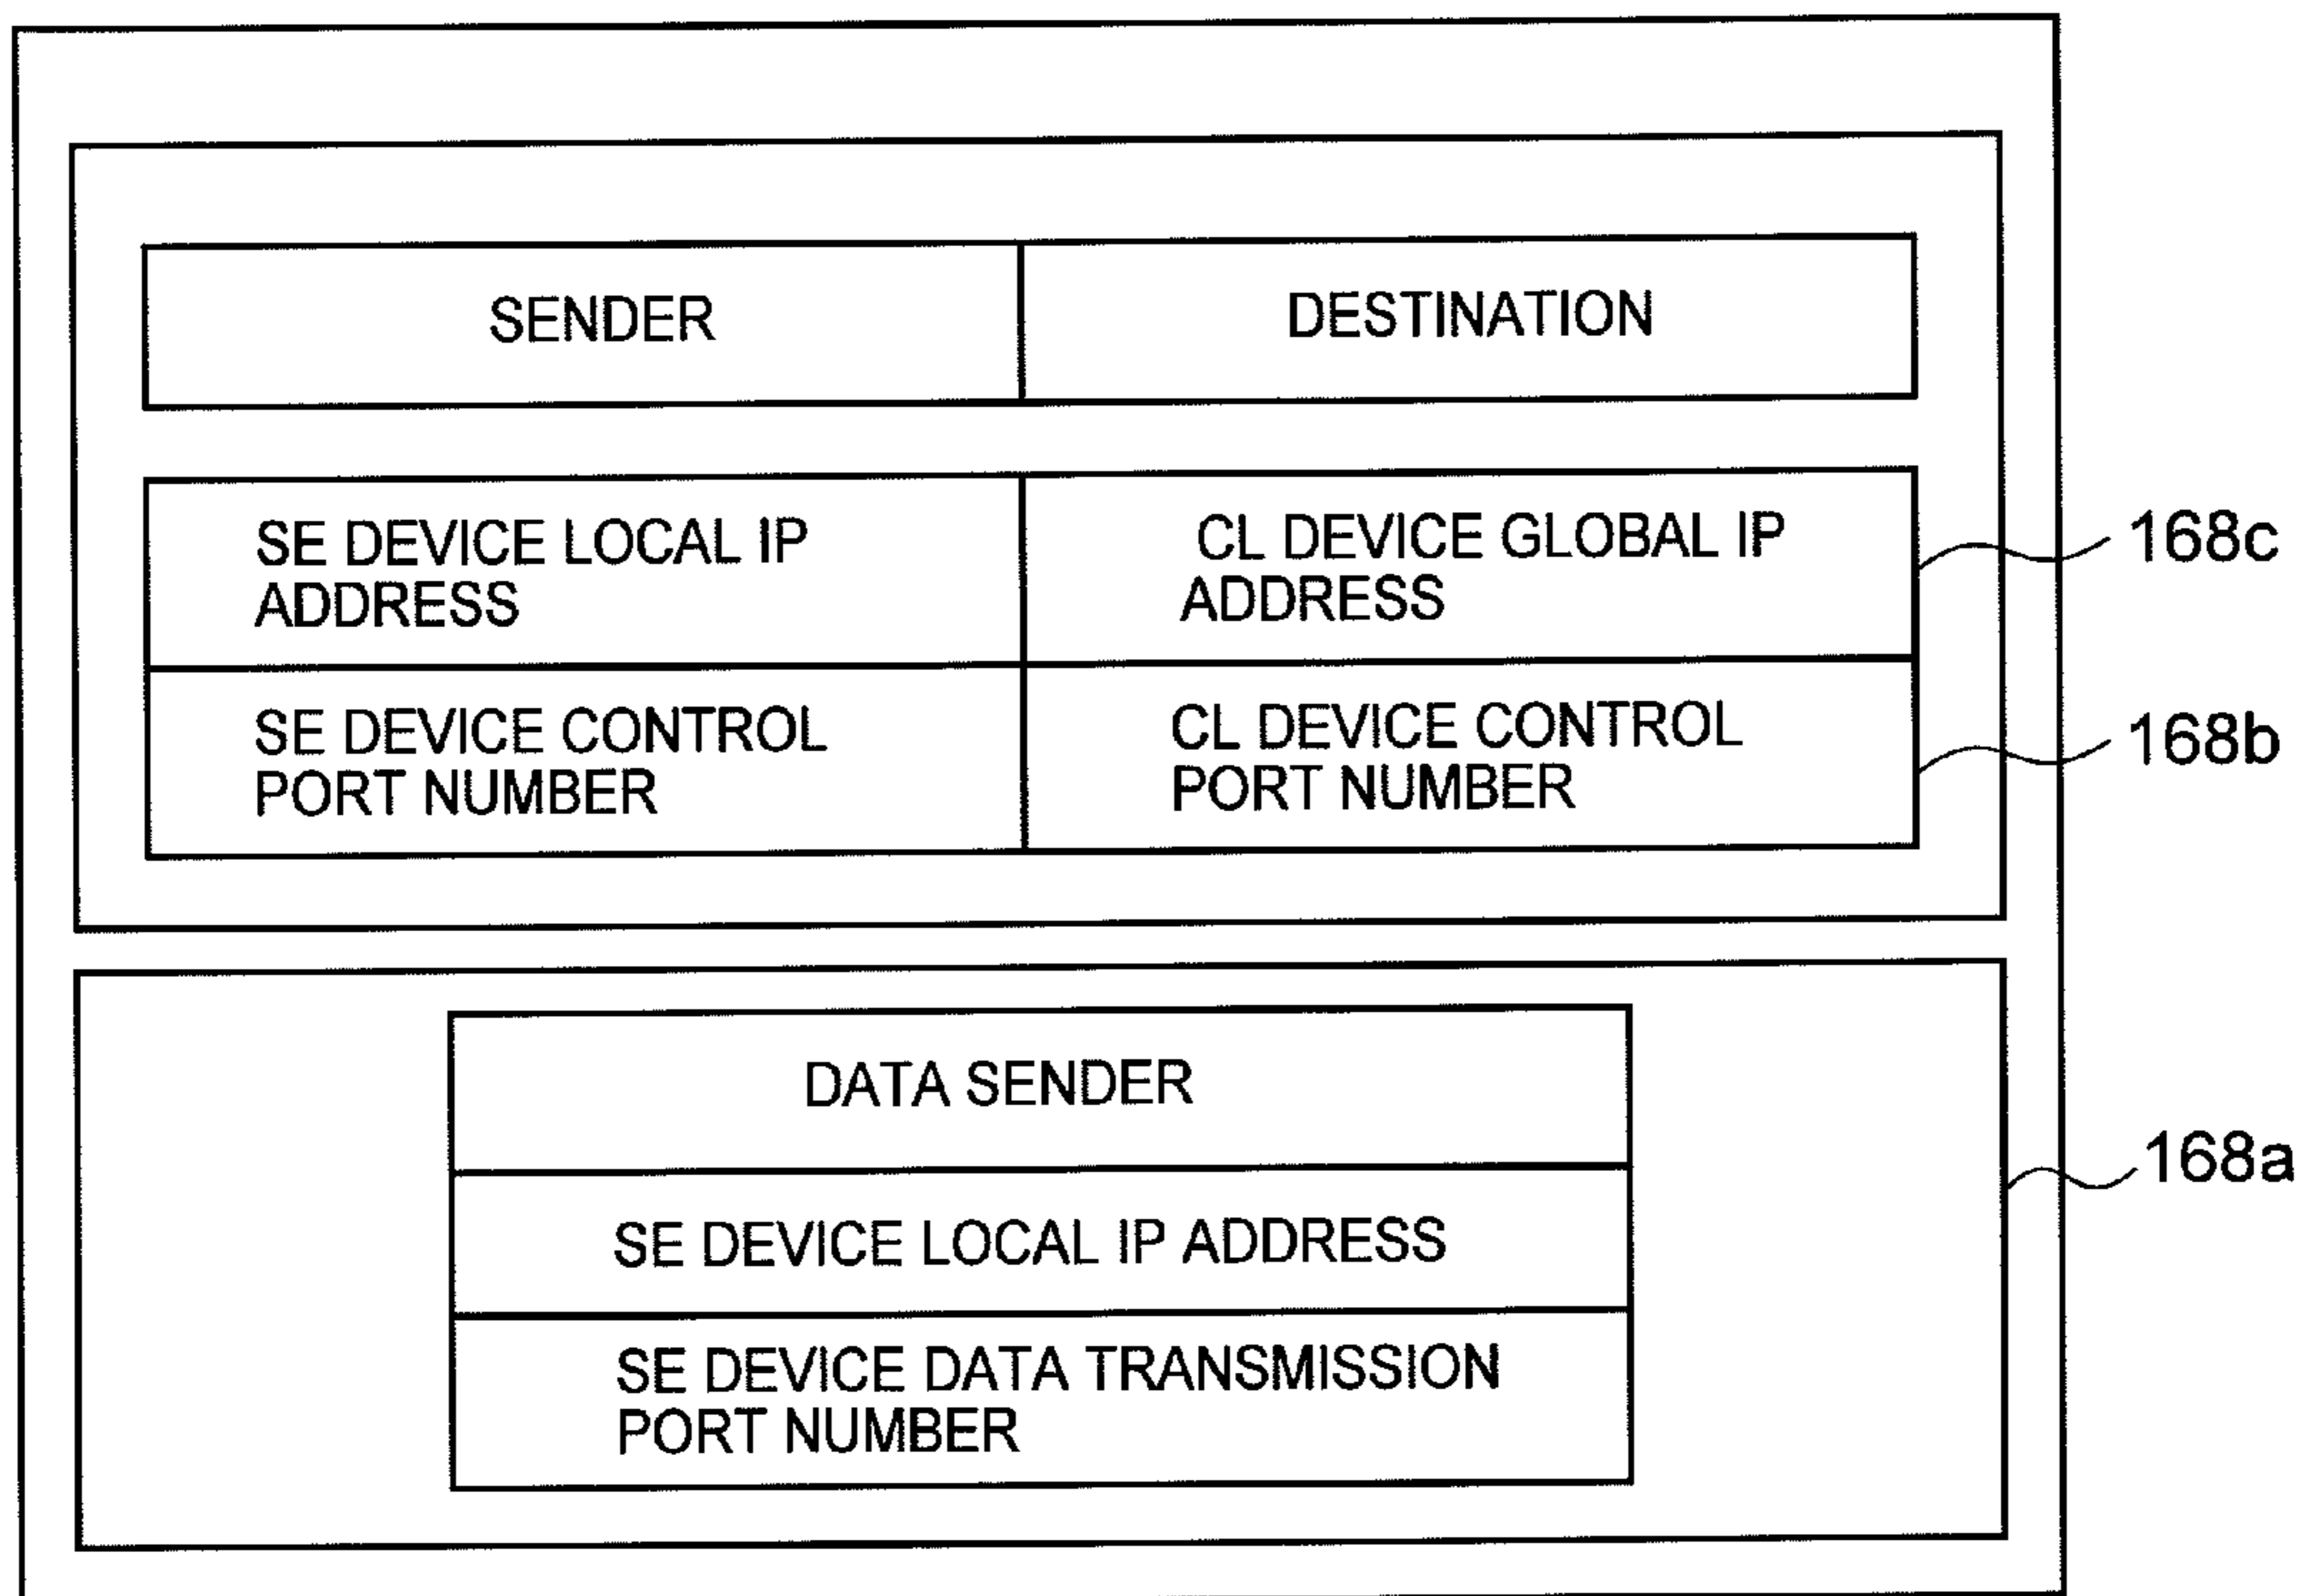 SENDER
DESTINATION
SE DEVICE LOCAL IP
ADDRESS
CL DEVICE GLOBAL IP
ADDRESS
168c
SE DEVICE CONTROL
PORT NUMBER
CL DEVICE CONTROL
PORT NUMBER
168b
DATA SENDER
168a
SE DEVICE LOCAL IP ADDRESS
SE DEVICE DATA TRANSMISSION
PORT NUMBER